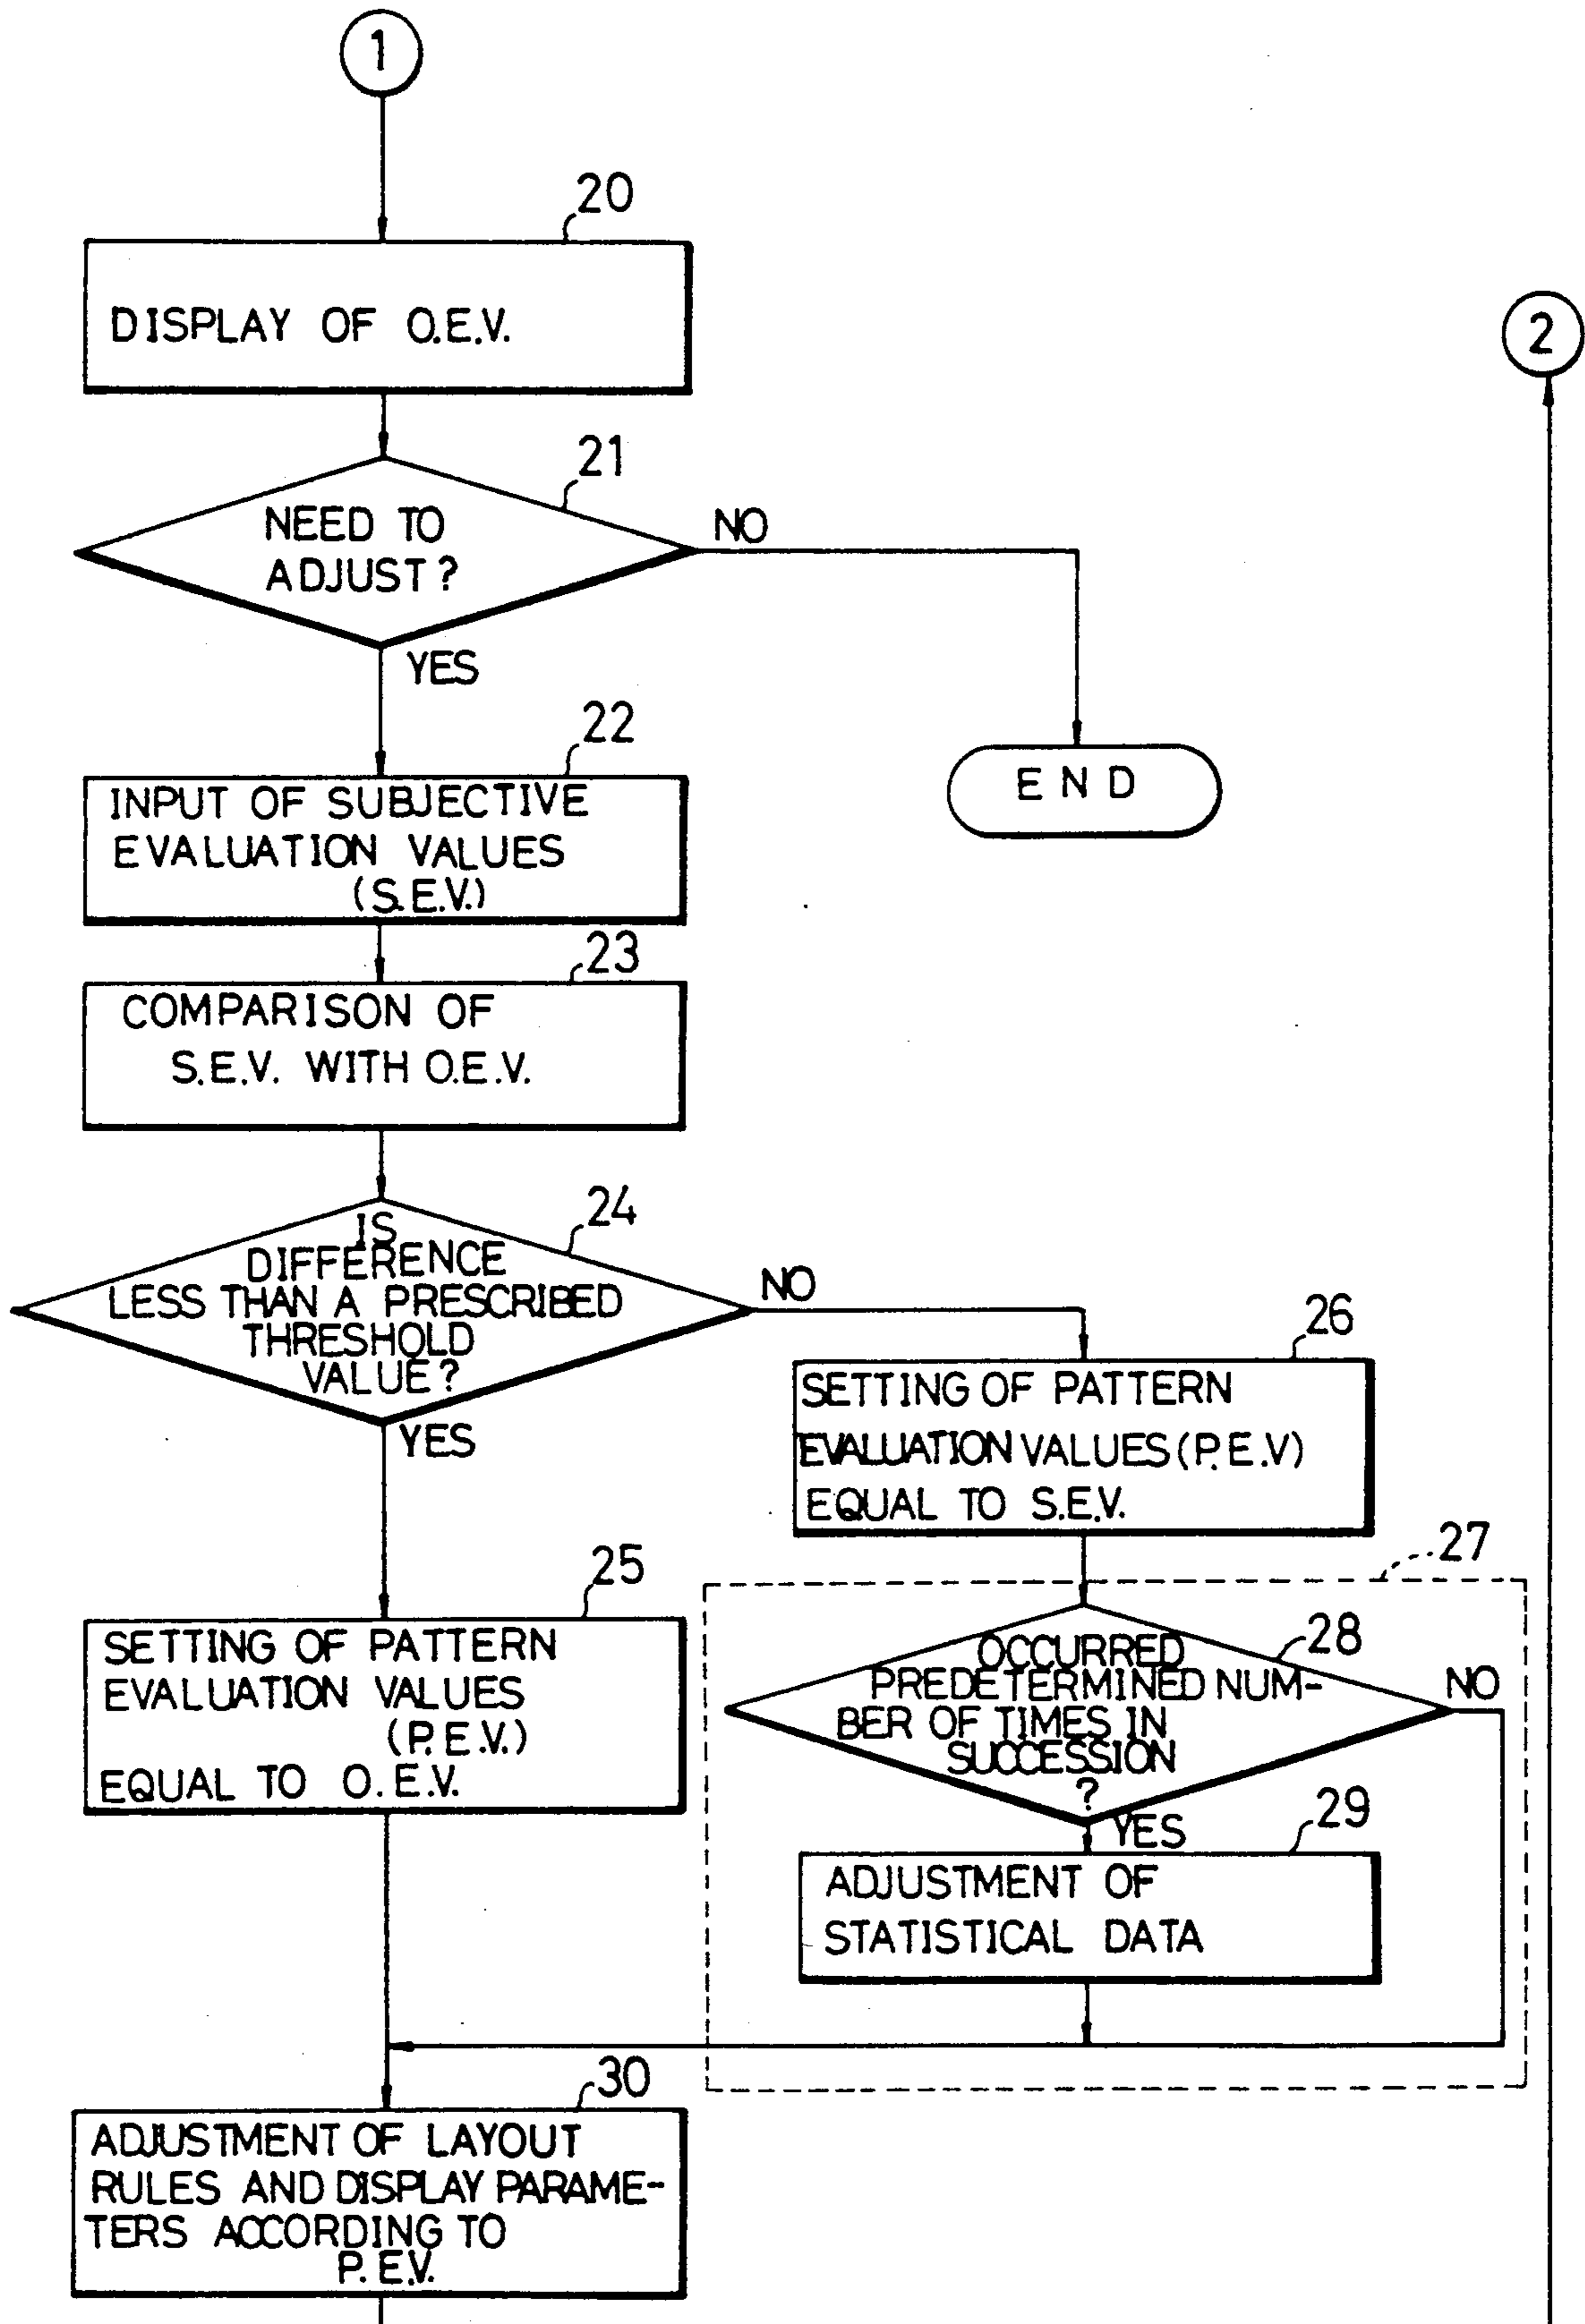 1
20
DISPLAY OF O.E.V.
2
21
NEED TO
ADJUST?
NO
YES
22
INPUT OF SUBJECTIVE
EVALUATION VALUES
(S.E.V.)
END
23
COMPARISON OF
S.E.V. WITH O.E.V.
24
IS
DIFFERENCE
LESS THAN A PRESCRIBED
THRESHOLD
VALUE?
NO
YES
26
SETTING OF PATTERN
EVALUATION VALUES (P.E.V)
EQUAL TO S.E.V.
25
SETTING OF PATTERN
EVALUATION VALUES
(P.E.V.)
EQUAL TO O.E.V.
27
28
OCCURRED
PREDETERMINED NUM-
BER OF TIMES IN
SUCCESSION
?
NO
YES
29
ADJUSTMENT OF
STATISTICAL DATA
30
ADJUSTMENT OF LAYOUT
RULES AND DISPLAY PARAME-
TERS ACCORDING TO
P.E.V.